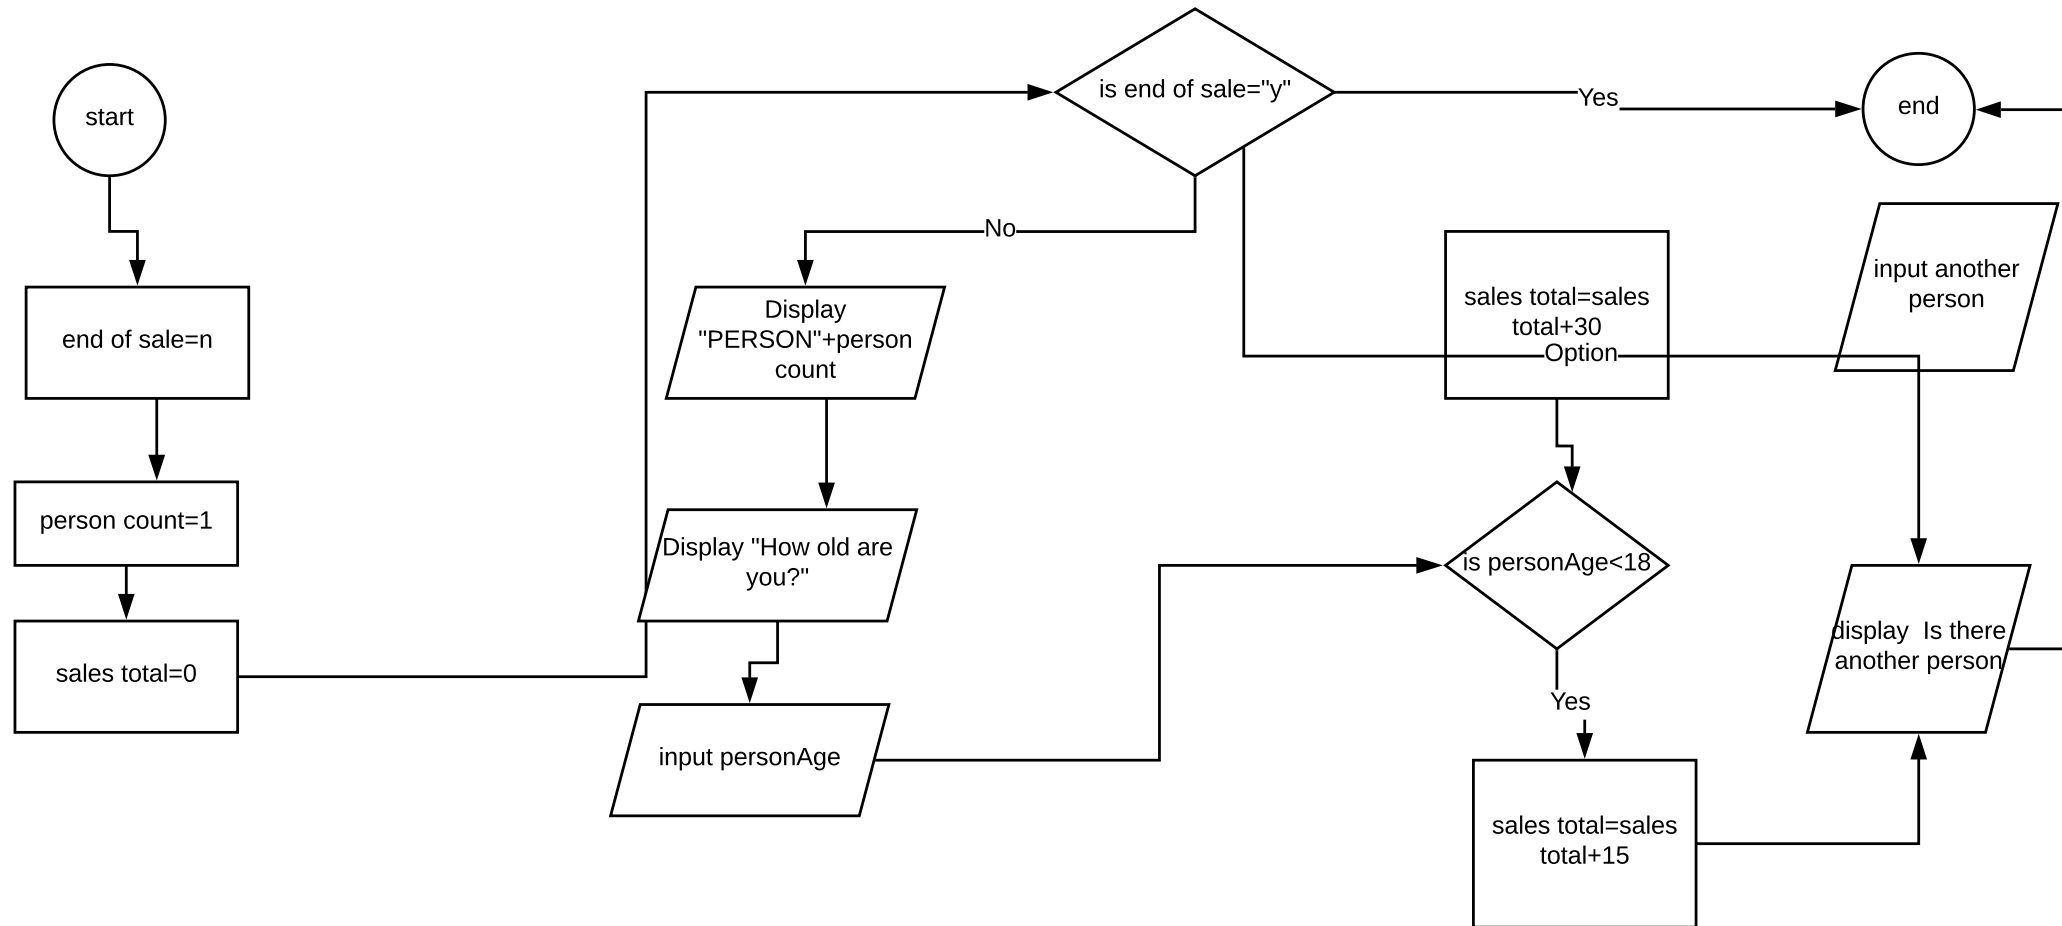 start
end of sale=n
person count=1
sales total=0
is end of sale="y"
Yes
end
No
Display
"PERSON"+person
count
Display "How old are
you?"
input personAge
sales total=sales
total+30
Option
input another
person
is personAge<18
Yes
sales total=sales
total+15
display  Is there
another person